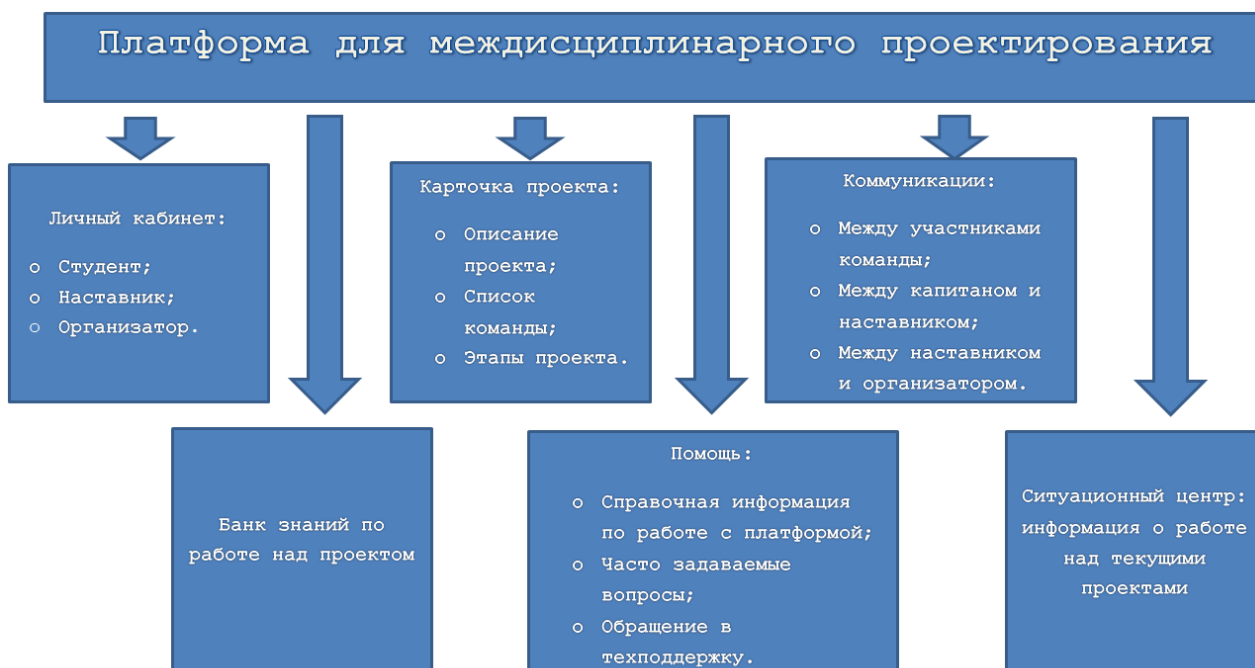 Платформа для междисциплинарного проектирования
Личный кабинет:
o Студент;
o Наставник;
o Организатор.
Карточка проекта:
o Описание
проекта;
o Список
команды;
o Этапы проекта.
Коммуникации:
o Между участниками
команды;
o Между капитаном и
наставником;
o Между наставником
и организатором.
Банк знаний по
работе над проектом
Помощь:
o Справочная информация
по работе с платформой;
o Часто задаваемые
вопросы;
o Обращение в
техподдержку.
Ситуационный центр:
информация о работе
над текущими
проектами